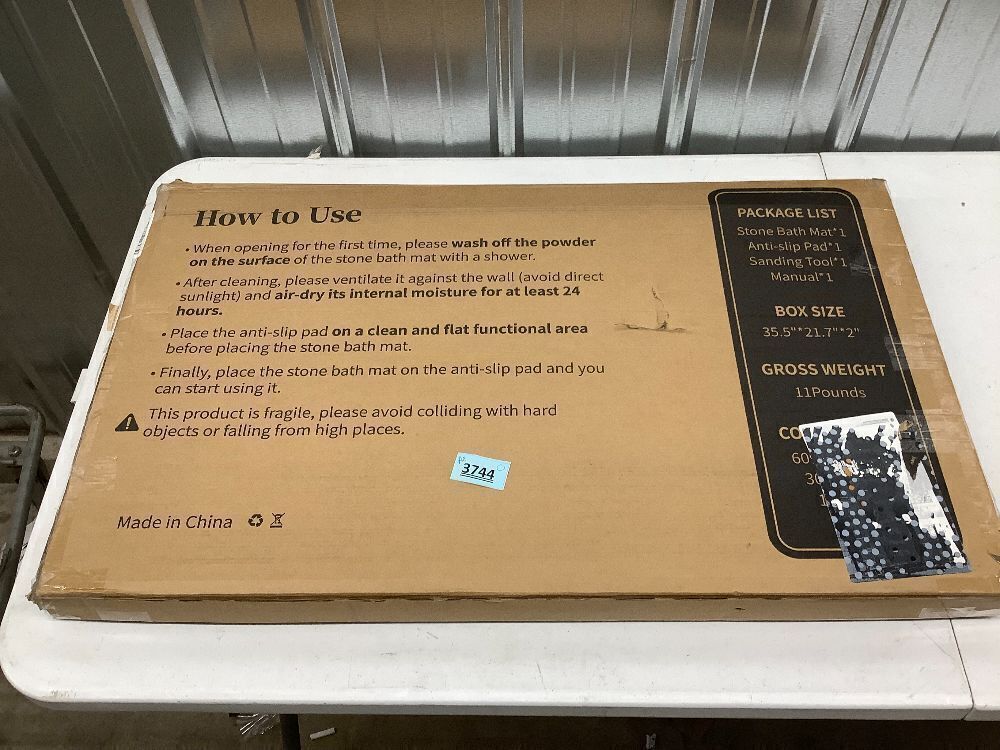 How to Use
• When opening for the first time, please wash off the powder
on the surface of the stone bath mat with a shower.
• After cleaning, please ventilate it against the wall (avoid direct
sunlight) and air-dry its internal moisture for at least 24
hours.
• Place the anti-slip pad on a clean and flat functional area
before placing the stone bath mat.
• Finally, place the stone bath mat on the anti-slip pad and you
can start using it.
This product is fragile, please avoid colliding with hard
objects or falling from high places.
3744
Made in China
PACKAGE LIST
Stone Bath Mat*1
Anti-slip Pad*1
Sanding Tool*1
Manual*1
BOX SIZE
35.5"*21.7"*2"
GROSS WEIGHT
11Pounds